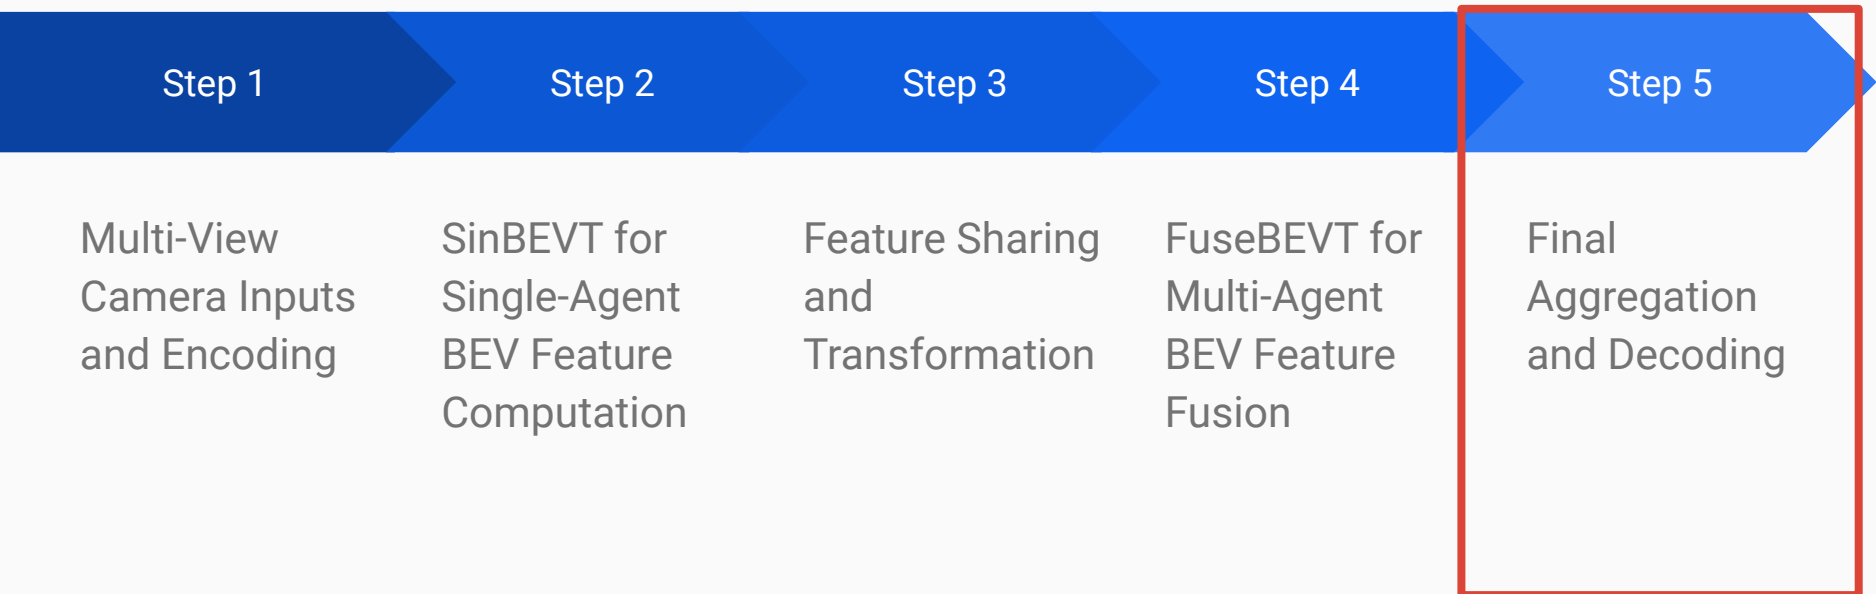 Step 1
Step 2
Step 3
Step 4
Step 5
Multi-View
Camera Inputs
and Encoding
SinBEVT for
Single-Agent
BEV Feature
Computation
Feature Sharing
and
Transformation
FuseBEVT for
Multi-Agent
BEV Feature
Fusion
Final
Aggregation
and Decoding